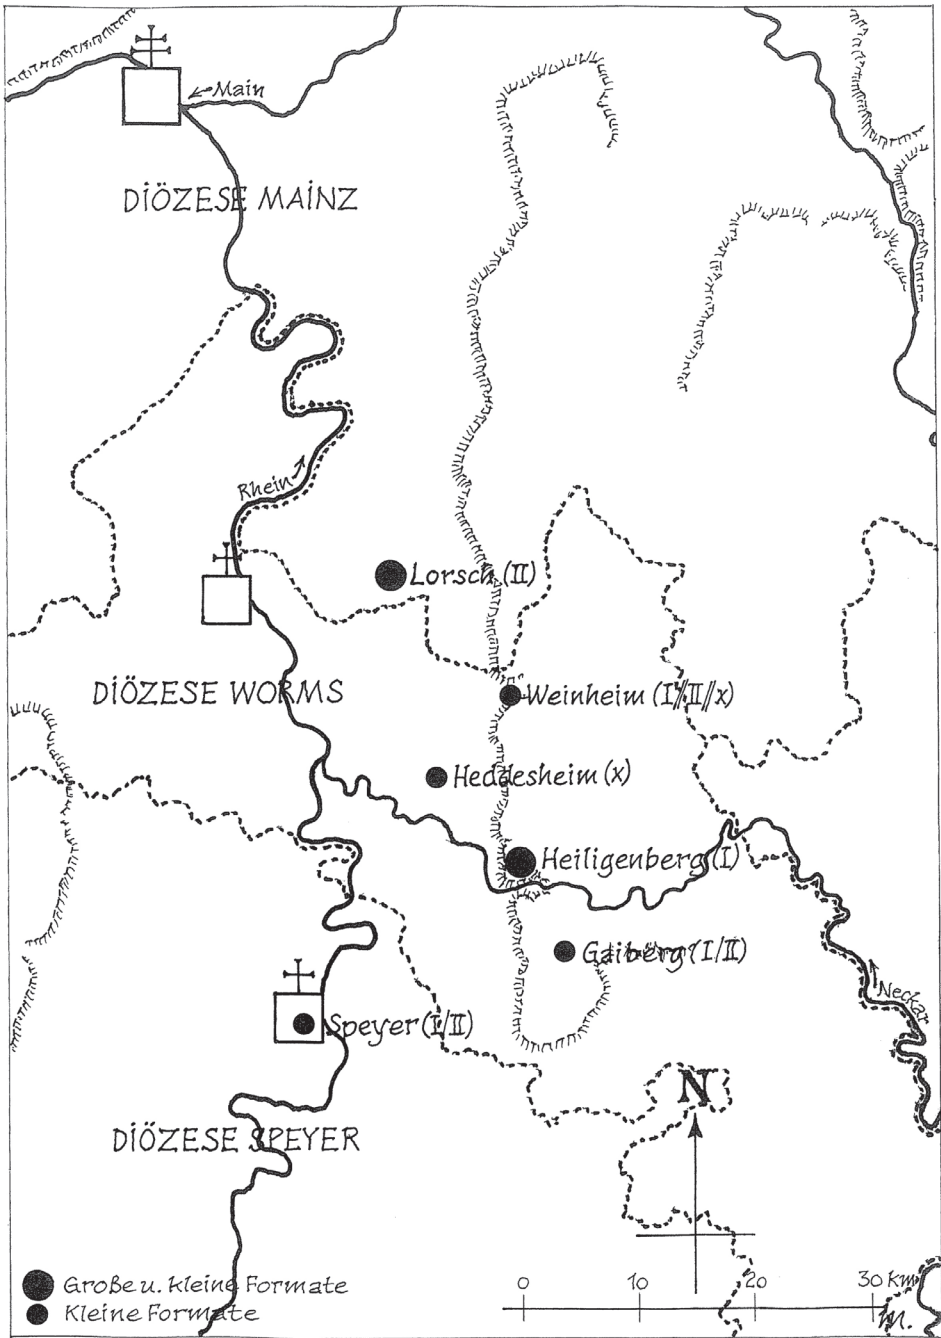 Main
DIÖZESE MAINZ
Rhein
Lorsch (II)
DIÖZESE WORMS
Weinheim (I//II//x)
Heddesheim (x)
Heiligenberg (I)
Gaiberg (I/II)
Neckar
Speyer (I/II)
N
DIÖZESE SPEYER
Große u. kleine Formate
Kleine Formate
0 10 20 30 km
m.